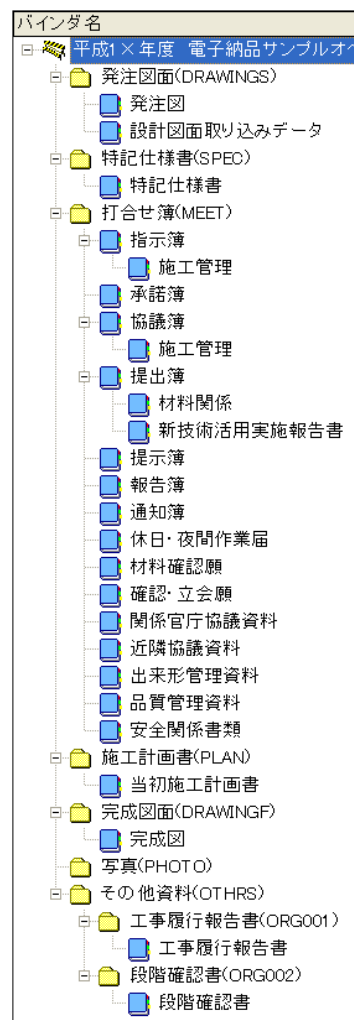 バインダ名
平成1×年度 電子納品サンプルオ
発注図面(DRAWINGS)
発注図
設計図面取り込みデータ
特記仕様書(SPEC)
特記仕様書
打合せ簿(MEET)
指示簿
施工管理
承諾簿
協議簿
施工管理
提出簿
材料関係
新技術活用実施報告書
提示簿
報告簿
通知簿
休日・夜間作業届
材料確認願
確認・立会願
関係官庁協議資料
近隣協議資料
出来形管理資料
品質管理資料
安全関係書類
施工計画書(PLAN)
当初施工計画書
完成図面(DRAWINGF)
完成図
写真(PHOTO)
その他資料(OTHRS)
工事履行報告書(ORG001)
工事履行報告書
段階確認書(ORG002)
段階確認書